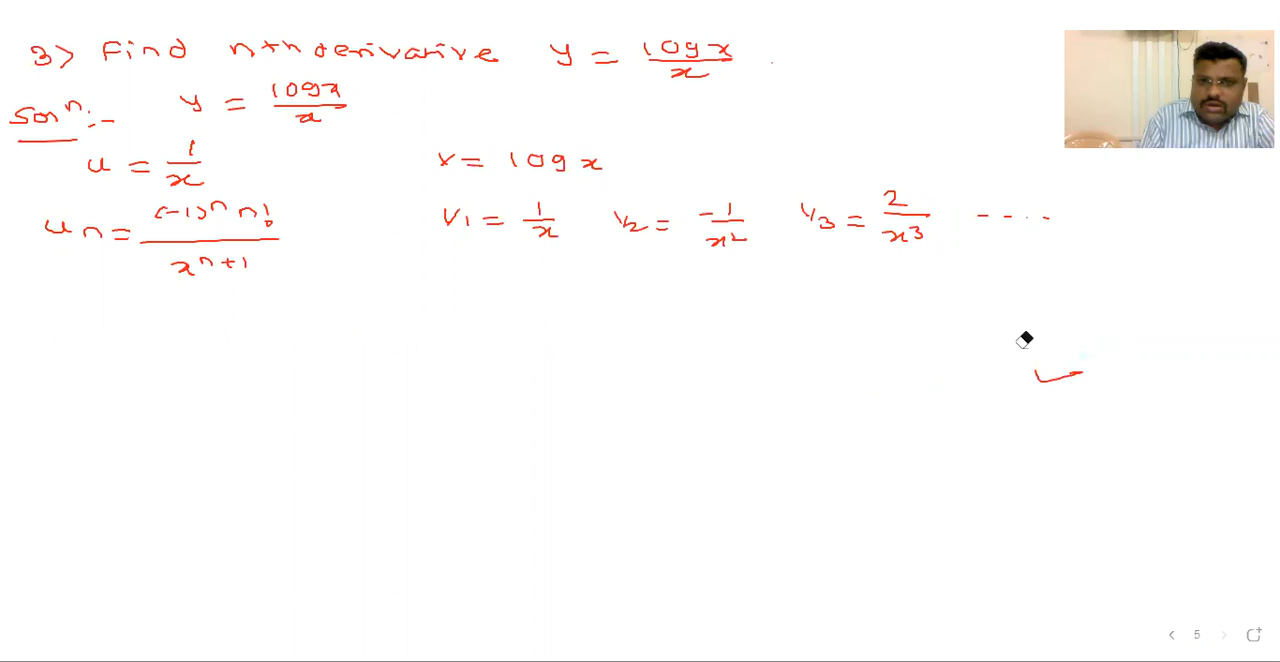 3> Find nth derivative y = log x / x
Solⁿ:- y = log x / x
u = 1/x v = log x
uₙ = (-1)ⁿ n! / xⁿ⁺¹ v₁ = 1/x v₂ = -1/x² v₃ = 2/x³ ----
5